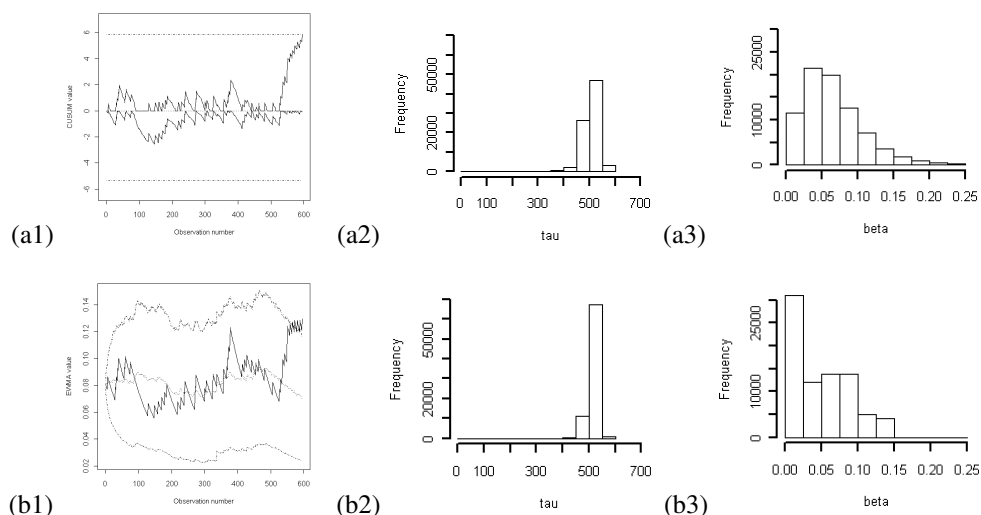 6
4
2
0
-2
-4
-6
CUSUM value
0 100 200 300 400 500 600
Observation number
(a1)
50000
20000
0
Frequency
0 100 300 500 700
tau
(a2)
25000
10000
0
Frequency
0.00 0.05 0.10 0.15 0.20 0.25
beta
(a3)
0.14
0.12
0.10
0.08
0.06
0.04
0.02
EWMA value
0 100 200 300 400 500 600
Observation number
(b1)
50000
20000
0
Frequency
0 100 300 500 700
tau
(b2)
25000
10000
0
Frequency
0.00 0.05 0.10 0.15 0.20 0.25
beta
(b3)